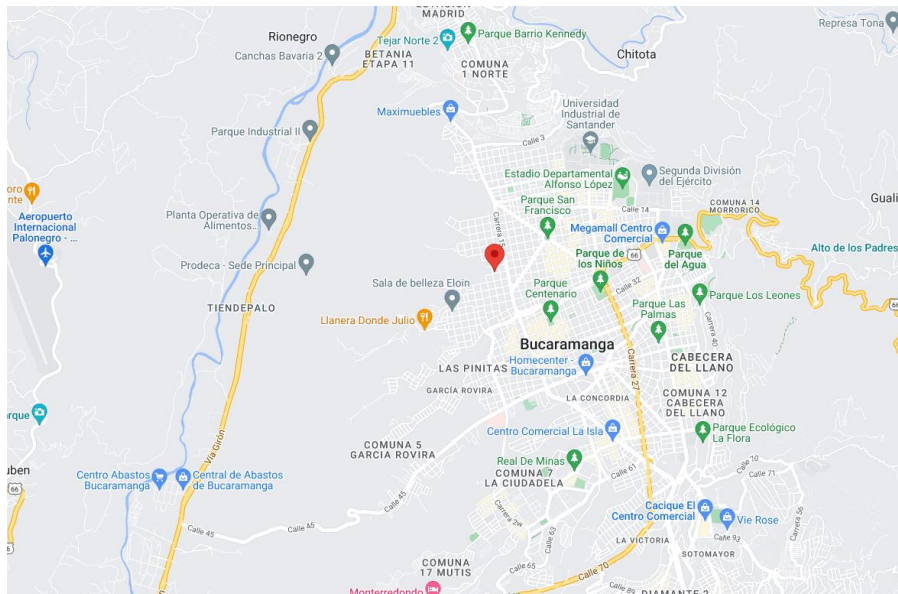 MADRID
Represa Tona
Rionegro
Parque Barrio Kennedy
Tejar Norte 2
Canchas Bavaria 2
BETANIA
ETAPA 11
Chitota
COMUNA
1 NORTE
Maximuebles
Universidad
Industrial de
Santander
Parque Industrial II
Calle 3
Estadio Departamental
Alfonso López
Segunda División
del Ejército
Aeropuerto
Internacional
Palonegro - ...
Parque San
Francisco
COMUNA 14
MORRORICO
Calle 14
Planta Operativa de
Alimentos...
Megamall Centro
Comercial
66
Alto de los Padres
Parque de
los Niños
Parque
del Agua
Prodeca - Sede Principal
Sala de belleza Eloin
Calle 32
Parque
Centenario
Parque Los Leones
Parque Las
Palmas
TIENDEPALO
Llanera Donde Julio
Carrera 40
Bucaramanga
Homecenter -
Bucaramanga
CABECERA
DEL LLANO
LAS PINITAS
Carrera 27
GARCÍA ROVIRA
LA CONCORDIA
COMUNA 12
CABECERA
DEL LLANO
Centro Comercial La Isla
Parque Ecológico
La Flora
COMUNA 5
GARCIA ROVIRA
Vía Girón
Real De Minas
COMUNA 7
LA CIUDADELA
Calle 61
Calle 70
Calle 71
Centro Abastos
Bucaramanga
Central de Abastos
de Bucaramanga
66
Calle 45
Cacique El
Centro Comercial
Vie Rose
Carrera 56
Calle 45
Calle 45
Calle 63
Calle 93
LA VICTORIA
SOTOMAYOR
66
COMUNA
17 MUTIS
Calle 65
Calle 70
Monterredondo
Calle 89
DIAMANTE 2